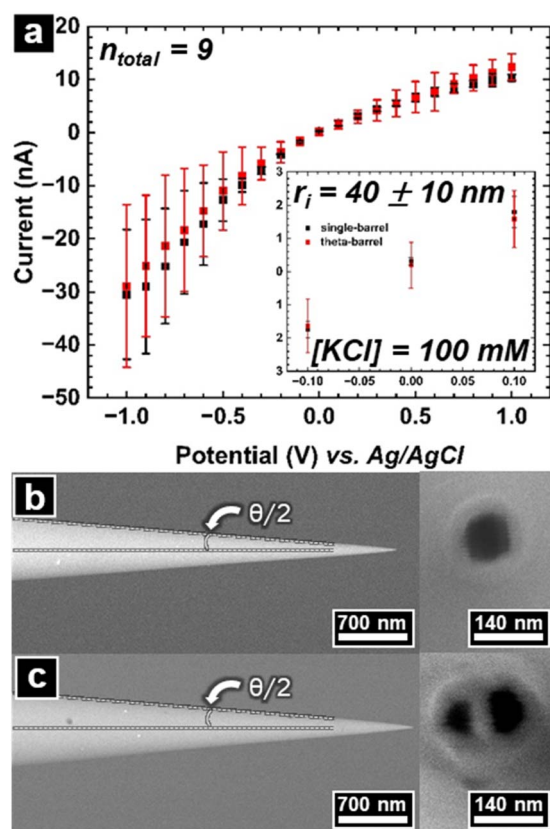 a
n_total = 9
20
10
0
−10
−20
−30
−40
−50
Current (nA)
r_i = 40 ± 10 nm
single-barrel
theta-barrel
3
2
1
0
1
2
3
[KCl] = 100 mM
−0.10
−0.05
0.00
0.05
0.10
−1.0
−0.5
0.0
0.5
1.0
Potential (V) vs. Ag/AgCl
b
θ/2
700 nm
140 nm
c
θ/2
700 nm
140 nm